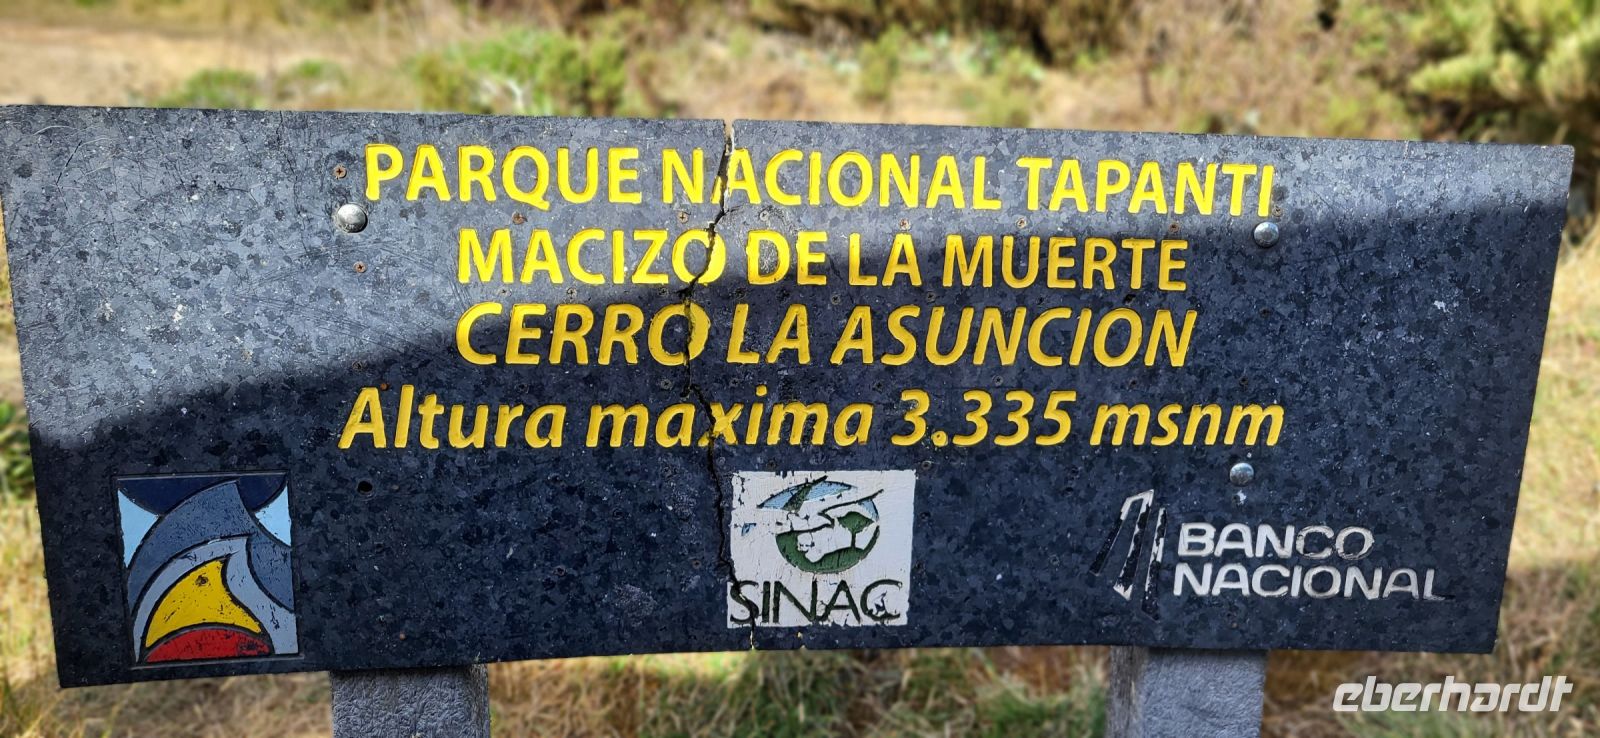 PARQUE NACIONAL TAPANTI
MACIZO DE LA MUERTE
CERRO LA ASUNCION
Altura maxima 3.335 msnm
SINAC
BANCO
NACIONAL
eberhardt